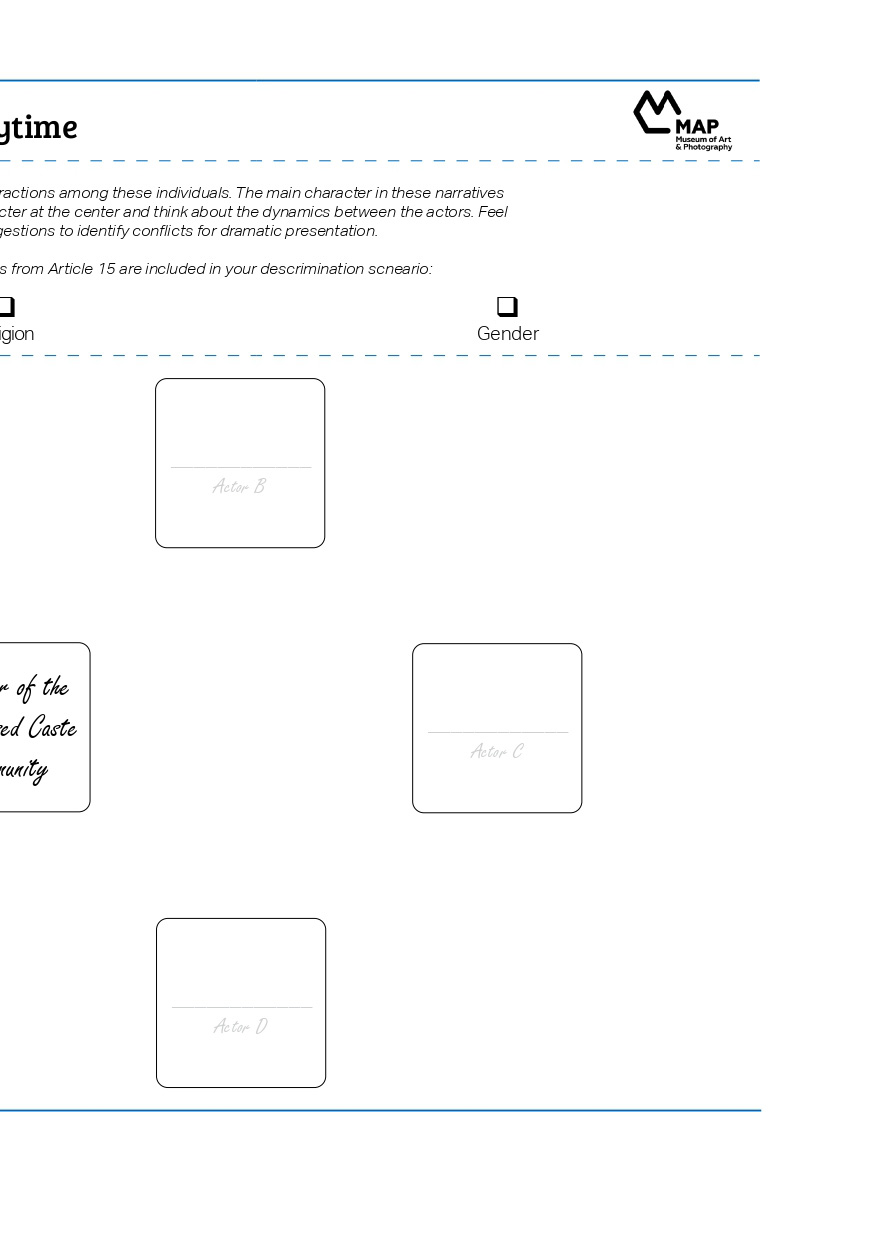 ytime
MAP
Museum of Art
& Photography
ractions among these individuals. The main character in these narratives
cter at the center and think about the dynamics between the actors. Feel
gestions to identify conflicts for dramatic presentation.
s from Article 15 are included in your descrimination scneario:
igion
Gender
Actor B
r of the
sed Caste
munity
Actor C
Actor D